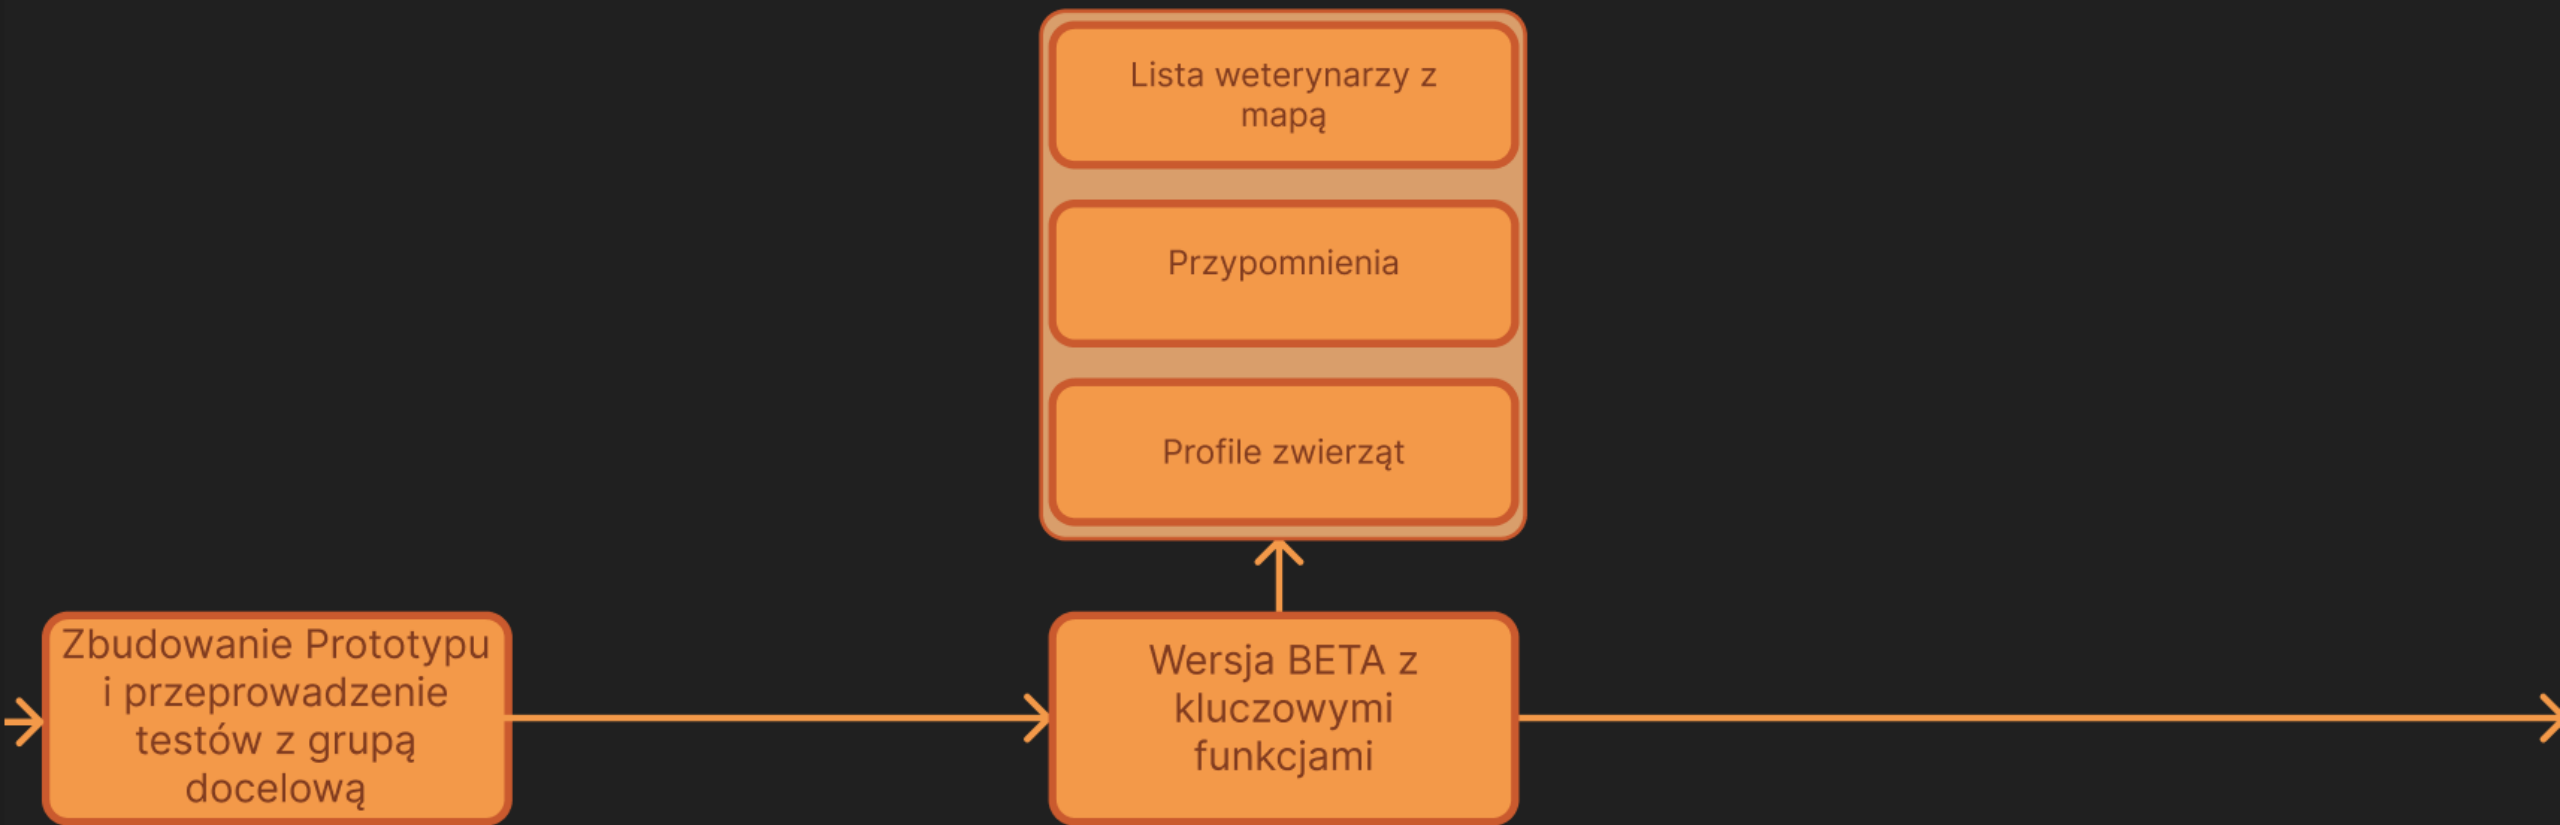 Lista weterynarzy z
mapą
Przypomnienia
Profile zwierząt
Zbudowanie Prototypu
i przeprowadzenie
testów z grupą
docelową
Wersja BETA z
kluczowymi
funkcjami